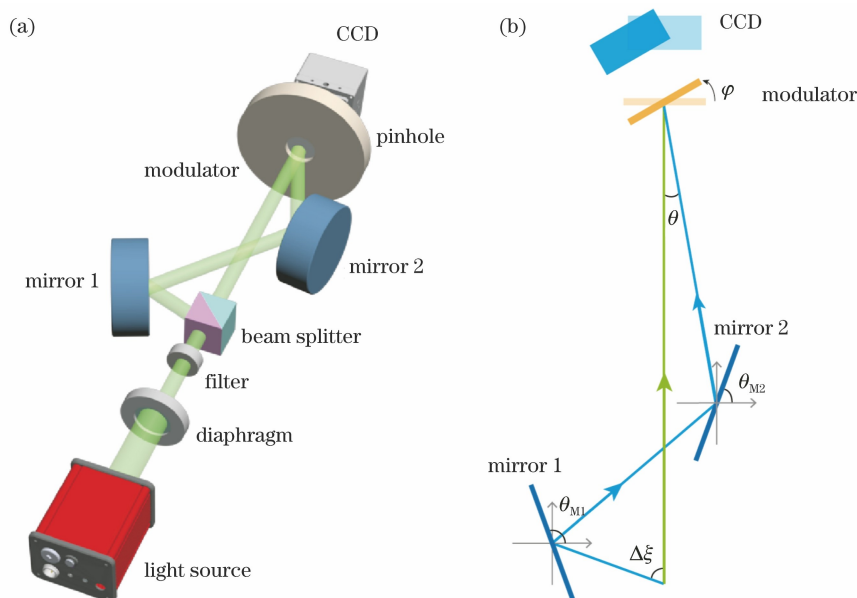 (a)
CCD
pinhole
modulator
mirror 1
mirror 2
beam splitter
filter
diaphragm
light source
(b)
CCD
φ
modulator
θ
mirror 2
θM2
mirror 1
θM1
Δξ